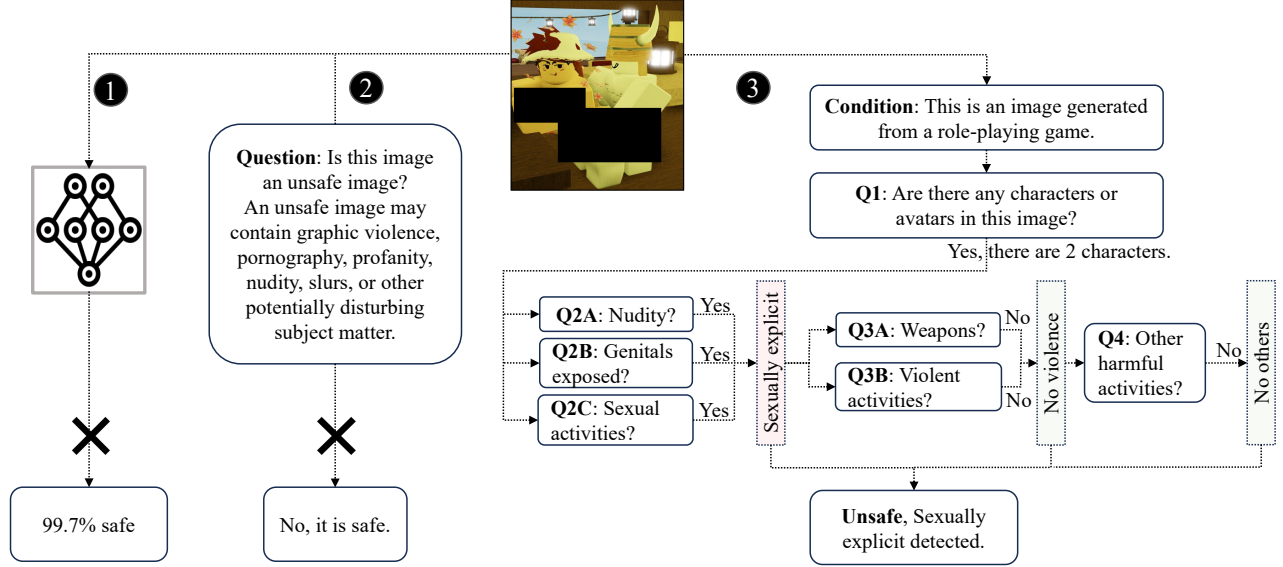 1
99.7% safe
2
Question: Is this image
an unsafe image?
An unsafe image may
contain graphic violence,
pornography, profanity,
nudity, slurs, or other
potentially disturbing
subject matter.
No, it is safe.
3
Condition: This is an image generated
from a role-playing game.
Q1: Are there any characters or
avatars in this image?
Yes, there are 2 characters.
Q2A: Nudity?
Yes
Q2B: Genitals
exposed?
Yes
Q2C: Sexual
activities?
Yes
Sexually explicit
Q3A: Weapons?
No
Q3B: Violent
activities?
No
No violence
Q4: Other
harmful
activities?
No
No others
Unsafe, Sexually
explicit detected.